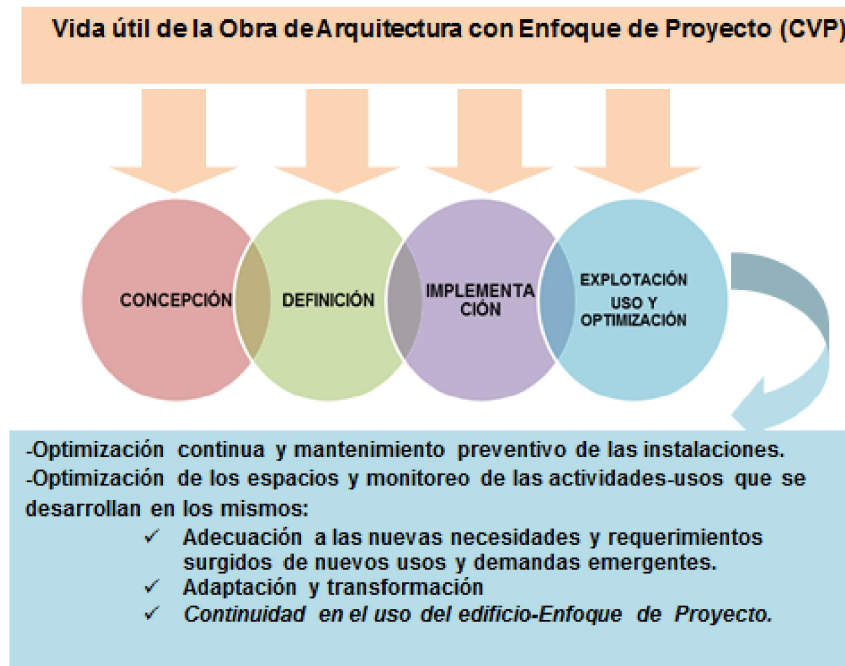 Vida útil de la Obra de Arquitectura con Enfoque de Proyecto (CVP)
CONCEPCIÓN
DEFINICIÓN
IMPLEMENTA
CIÓN
EXPLOTACIÓN
USO Y
OPTIMIZACIÓN
-Optimización continua y mantenimiento preventivo de las instalaciones.
-Optimización de los espacios y monitoreo de las actividades-usos que se
desarrollan en los mismos:
✓ Adecuación a las nuevas necesidades y requerimientos
surgidos de nuevos usos y demandas emergentes.
✓ Adaptación y transformación
✓ Continuidad en el uso del edificio-Enfoque de Proyecto.